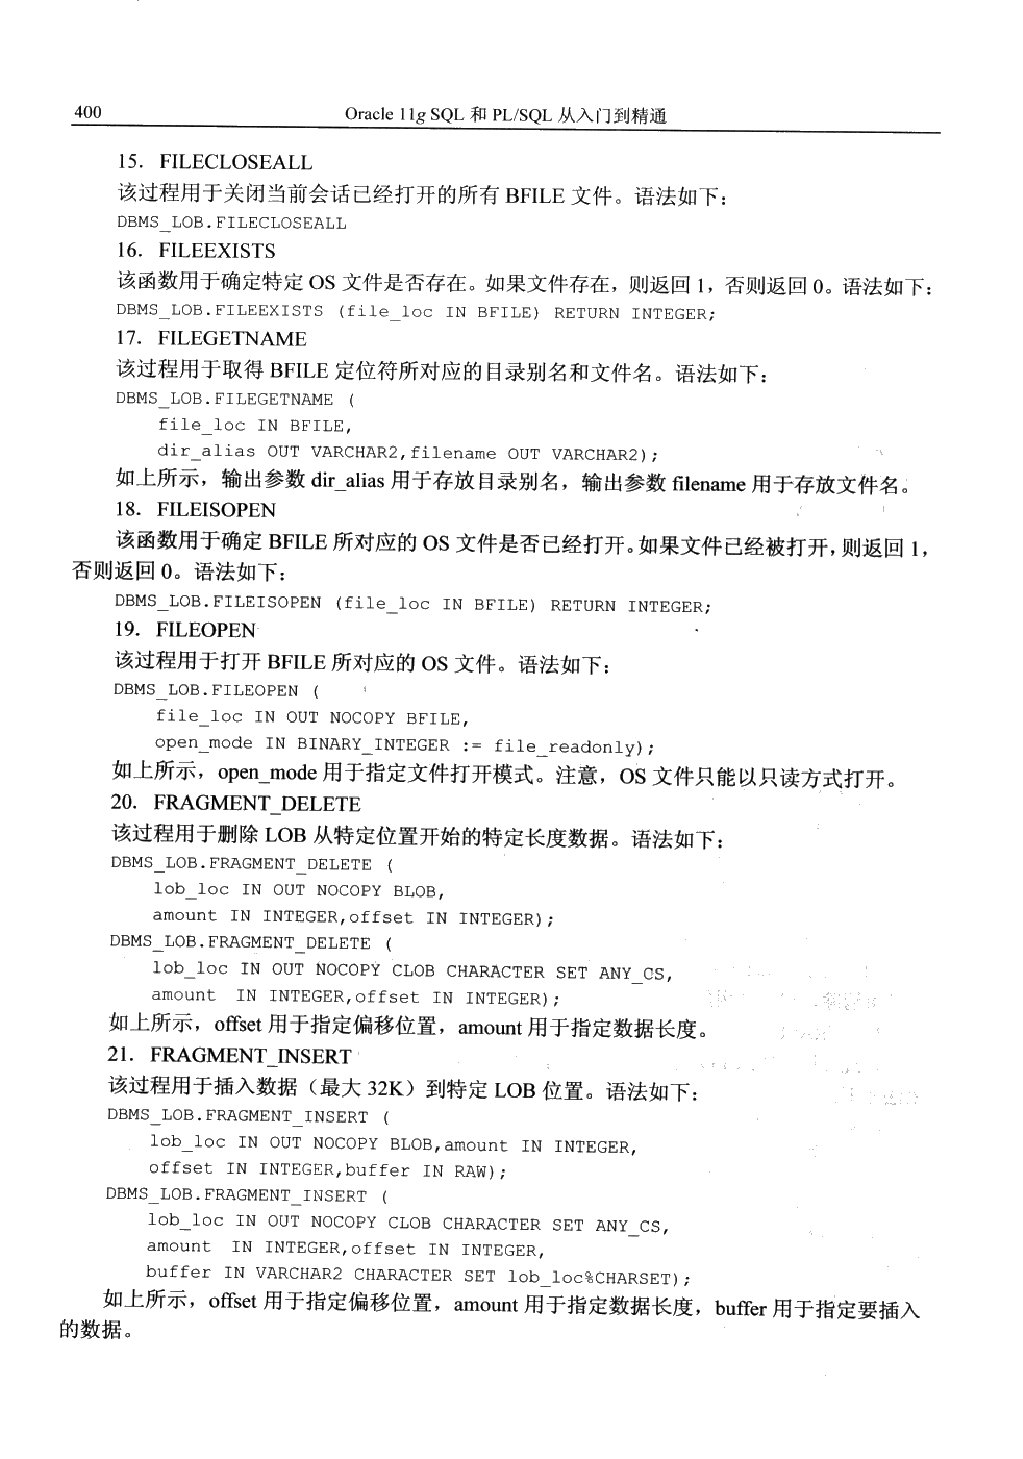 400
Oracle 11g SQL 和 PL/SQL 从入门到精通
15．FILECLOSEALL
该过程用于关闭当前会话已经打开的所有 BFILE 文件。语法如下：
DBMS_LOB.FILECLOSEALL
16．FILEEXISTS
该函数用于确定特定 OS 文件是否存在。如果文件存在，则返回 1，否则返回 0。语法如下：
DBMS_LOB.FILEEXISTS (file_loc IN BFILE) RETURN INTEGER;
17．FILEGETNAME
该过程用于取得 BFILE 定位符所对应的目录别名和文件名。语法如下：
DBMS_LOB.FILEGETNAME (
file_loc IN BFILE,
dir_alias OUT VARCHAR2,filename OUT VARCHAR2);
如上所示，输出参数 dir_alias 用于存放目录别名，输出参数 filename 用于存放文件名。
18．FILEISOPEN
该函数用于确定 BFILE 所对应的 OS 文件是否已经打开。如果文件已经被打开，则返回 1，
否则返回 0。语法如下：
DBMS_LOB.FILEISOPEN (file_loc IN BFILE) RETURN INTEGER;
19．FILEOPEN
该过程用于打开 BFILE 所对应的 OS 文件。语法如下：
DBMS_LOB.FILEOPEN (
file_loc IN OUT NOCOPY BFILE,
open_mode IN BINARY_INTEGER := file_readonly);
如上所示，open_mode 用于指定文件打开模式。注意，OS 文件只能以只读方式打开。
20．FRAGMENT_DELETE
该过程用于删除 LOB 从特定位置开始的特定长度数据。语法如下：
DBMS_LOB.FRAGMENT_DELETE (
lob_loc IN OUT NOCOPY BLOB,
amount IN INTEGER,offset IN INTEGER);
DBMS_LOB.FRAGMENT_DELETE (
lob_loc IN OUT NOCOPY CLOB CHARACTER SET ANY_CS,
amount IN INTEGER,offset IN INTEGER);
如上所示，offset 用于指定偏移位置，amount 用于指定数据长度。
21．FRAGMENT_INSERT
该过程用于插入数据（最大 32K）到特定 LOB 位置。语法如下：
DBMS_LOB.FRAGMENT_INSERT (
lob_loc IN OUT NOCOPY BLOB,amount IN INTEGER,
offset IN INTEGER,buffer IN RAW);
DBMS_LOB.FRAGMENT_INSERT (
lob_loc IN OUT NOCOPY CLOB CHARACTER SET ANY_CS,
amount IN INTEGER,offset IN INTEGER,
buffer IN VARCHAR2 CHARACTER SET lob_loc%CHARSET);
如上所示，offset 用于指定偏移位置，amount 用于指定数据长度，buffer 用于指定要插入
的数据。